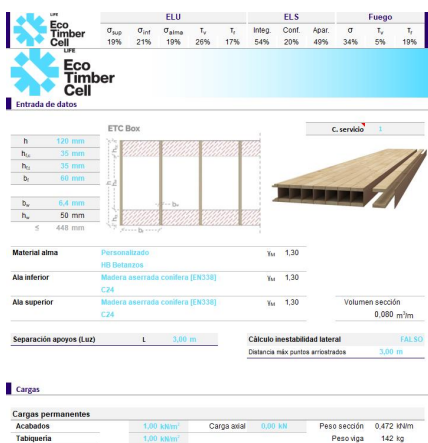 Eco
Timber
Cell
LIFE
ELU ELS Fuego
σsup σinf σalma τv τr Integ. Conf. Apar. σ τv τr
19% 21% 19% 26% 17% 54% 20% 49% 34% 5% 19%
LIFE
Eco
Timber
Cell
Entrada de datos
ETC Box
C. servicio 1
h 120 mm
35 mm
35 mm
bf 60 mm
bw 6,4 mm
hw 50 mm
≤ 448 mm
Material alma Personalizado γM 1,30
HB Betanzos
Ala inferior Madera aserrada conífera [EN338] γM 1,30
C24
Ala superior Madera aserrada conífera [EN338] γM 1,30 Volumen sección
C24 0,080 m³/m
Separación apoyos (Luz) L 3,00 m
Cálculo inestabilidad lateral FALSO
Distancia máx puntos arriostrados 3,00 m
Cargas
Cargas permanentes
Acabados 1,00 kN/m² Carga axial 0,00 kN Peso sección 0,472 kN/m
Tabiquería 1,00 kN/m² Peso viga 142 kg